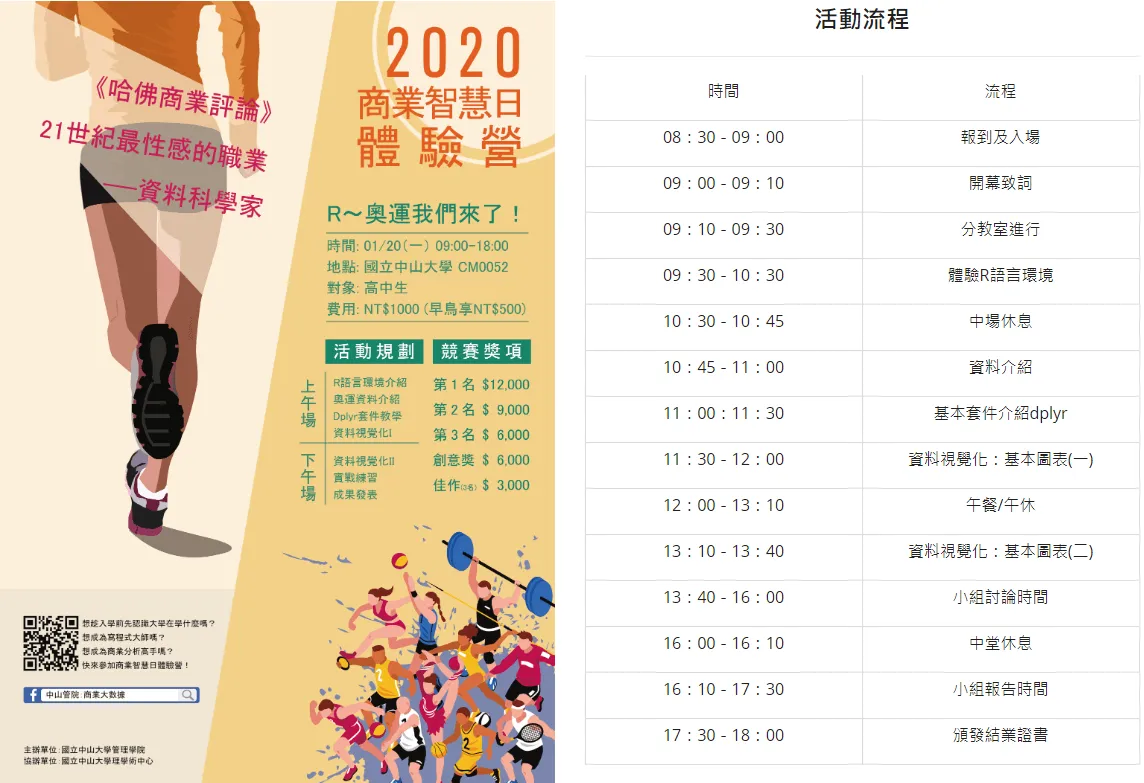 《哈佛商業評論》
21世紀最性感的職業
──資料科學家
2020
商業智慧日
體驗營
R～奧運我們來了！
時間: 01/20(一) 09:00-18:00
地點: 國立中山大學 CM0052
對象: 高中生
費用: NT$1000 (早鳥享NT$500)
活動規劃
上午場
R語言環境介紹
奧運資料介紹
Dplyr套件教學
資料視覺化I
下午場
資料視覺化II
實戰練習
成果發表
競賽獎項
第 1 名 $12,000
第 2 名 $ 9,000
第 3 名 $ 6,000
創意獎 $ 6,000
佳作(3名) $ 3,000
想趁入學前先認識大學在學什麼嗎？
想成為寫程式大師嗎？
想成為商業分析高手嗎？
快來參加商業智慧日體驗營！
f 中山管院:商業大數據
主辦單位:國立中山大學管理學院
協辦單位:國立中山大學理學術中心
活動流程
時間 流程
08：30 - 09：00 報到及入場
09：00 - 09：10 開幕致詞
09：10 - 09：30 分教室進行
09：30 - 10：30 體驗R語言環境
10：30 - 10：45 中場休息
10：45 - 11：00 資料介紹
11：00：11：30 基本套件介紹dplyr
11：30 - 12：00 資料視覺化：基本圖表(一)
12：00 - 13：10 午餐/午休
13：10 - 13：40 資料視覺化：基本圖表(二)
13：40 - 16：00 小組討論時間
16：00 - 16：10 中堂休息
16：10 - 17：30 小組報告時間
17：30 - 18：00 頒發結業證書